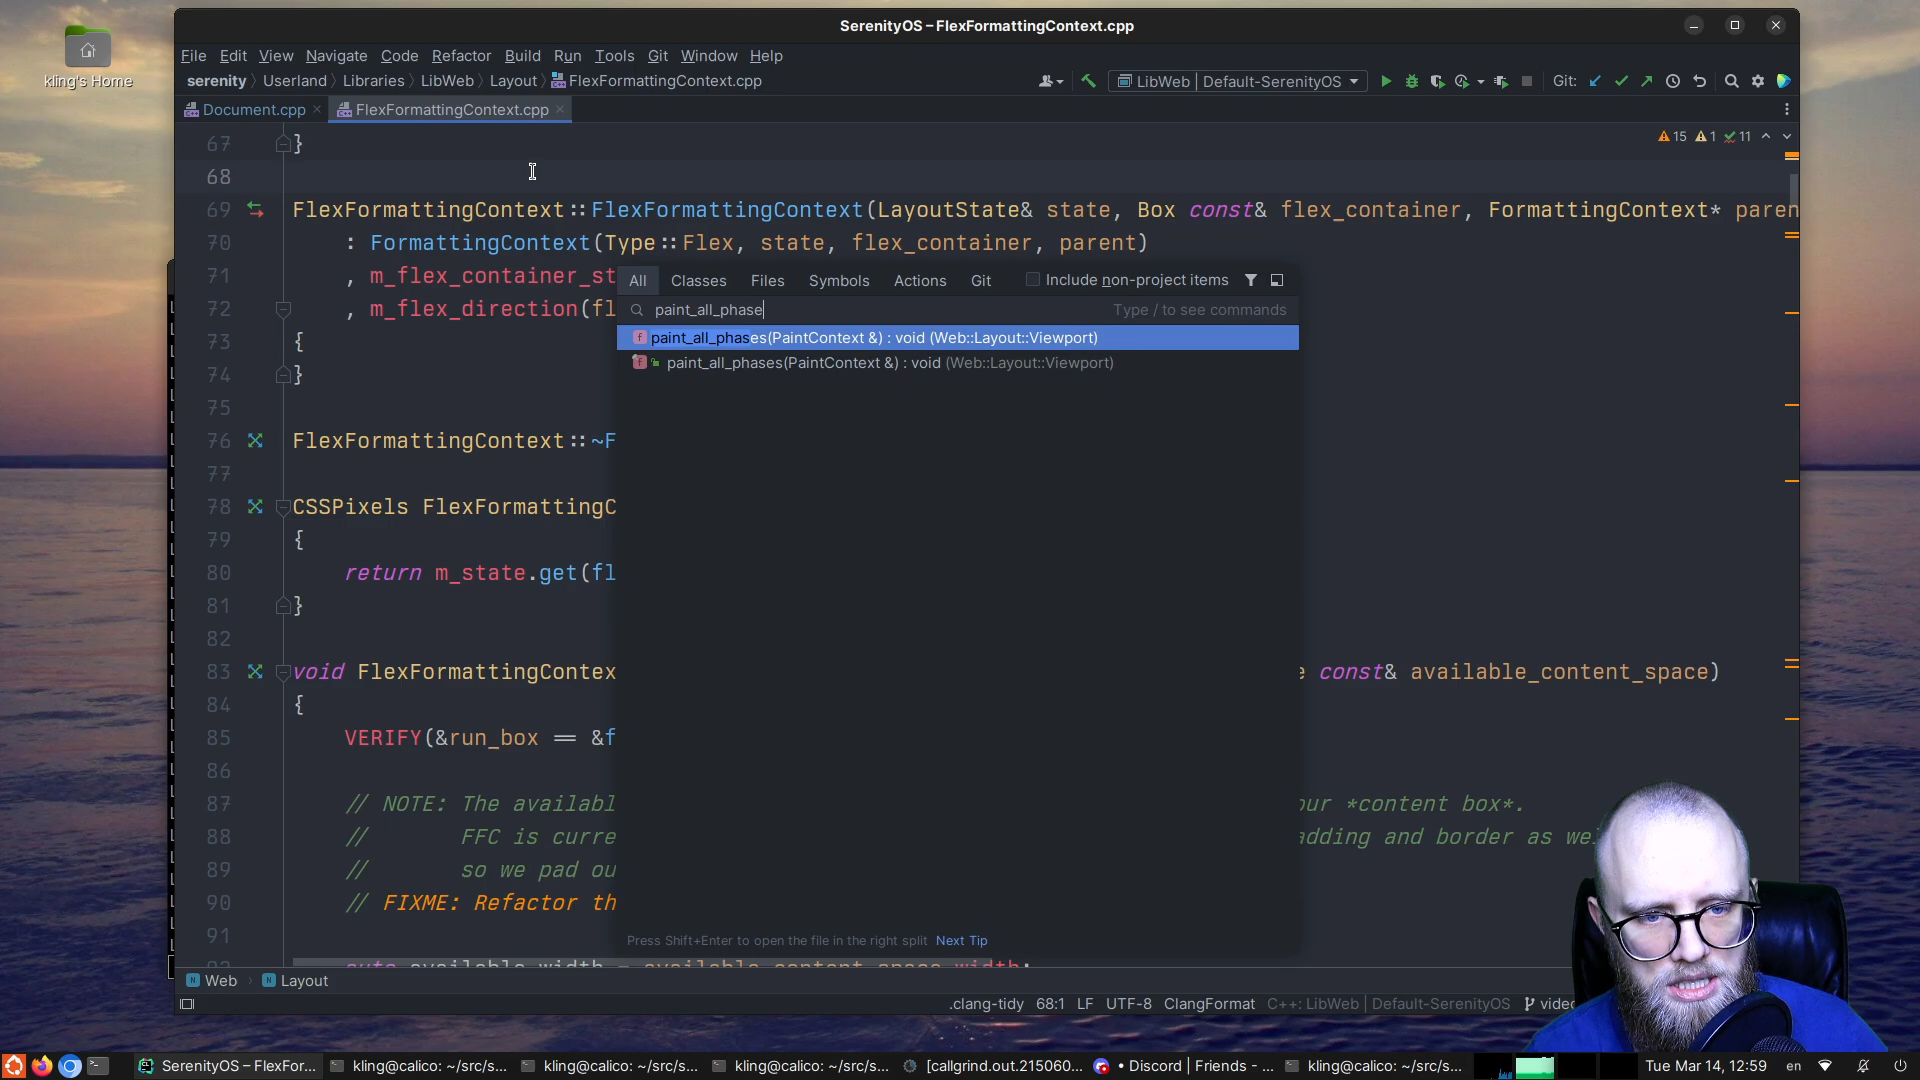 SerenityOS – FlexFormattingContext.cpp
kling's Home
File Edit View Navigate Code Refactor Build Run Tools Git Window Help
serenity Userland Libraries LibWeb Layout FlexFormattingContext.cpp
LibWeb | Default-SerenityOS
Git:
Document.cpp
FlexFormattingContext.cpp
15 1 11
67 }
68
69 FlexFormattingContext::FlexFormattingContext(LayoutState& state, Box const& flex_container, FormattingContext* paren
70 : FormattingContext(Type::Flex, state, flex_container, parent)
71 , m_flex_container_st
72 , m_flex_direction(fl
73 {
74 }
75
76 FlexFormattingContext::~F
77
78 CSSPixels FlexFormattingC
79 {
80 return m_state.get(fl
81 }
82
83 void FlexFormattingContex
const& available_content_space)
84 {
85 VERIFY(&run_box == &f
86
87 // NOTE: The availabl
ur *content box*.
88 // FFC is curre
adding and border as we
89 // so we pad ou
90 // FIXME: Refactor th
91
auto available_width = available_content_space.width;
All Classes Files Symbols Actions Git Include non-project items
paint_all_phase
Type / to see commands
paint_all_phases(PaintContext &) : void (Web::Layout::Viewport)
paint_all_phases(PaintContext &) : void (Web::Layout::Viewport)
Press Shift+Enter to open the file in the right split Next Tip
Web Layout
.clang-tidy 68:1 LF UTF-8 ClangFormat C++: LibWeb | Default-SerenityOS
SerenityOS – FlexFor...
kling@calico: ~/src/s...
kling@calico: ~/src/s...
kling@calico: ~/src/s...
[callgrind.out.215060...
• Discord | Friends - ...
kling@calico: ~/src/s...
Tue Mar 14, 12:59
en